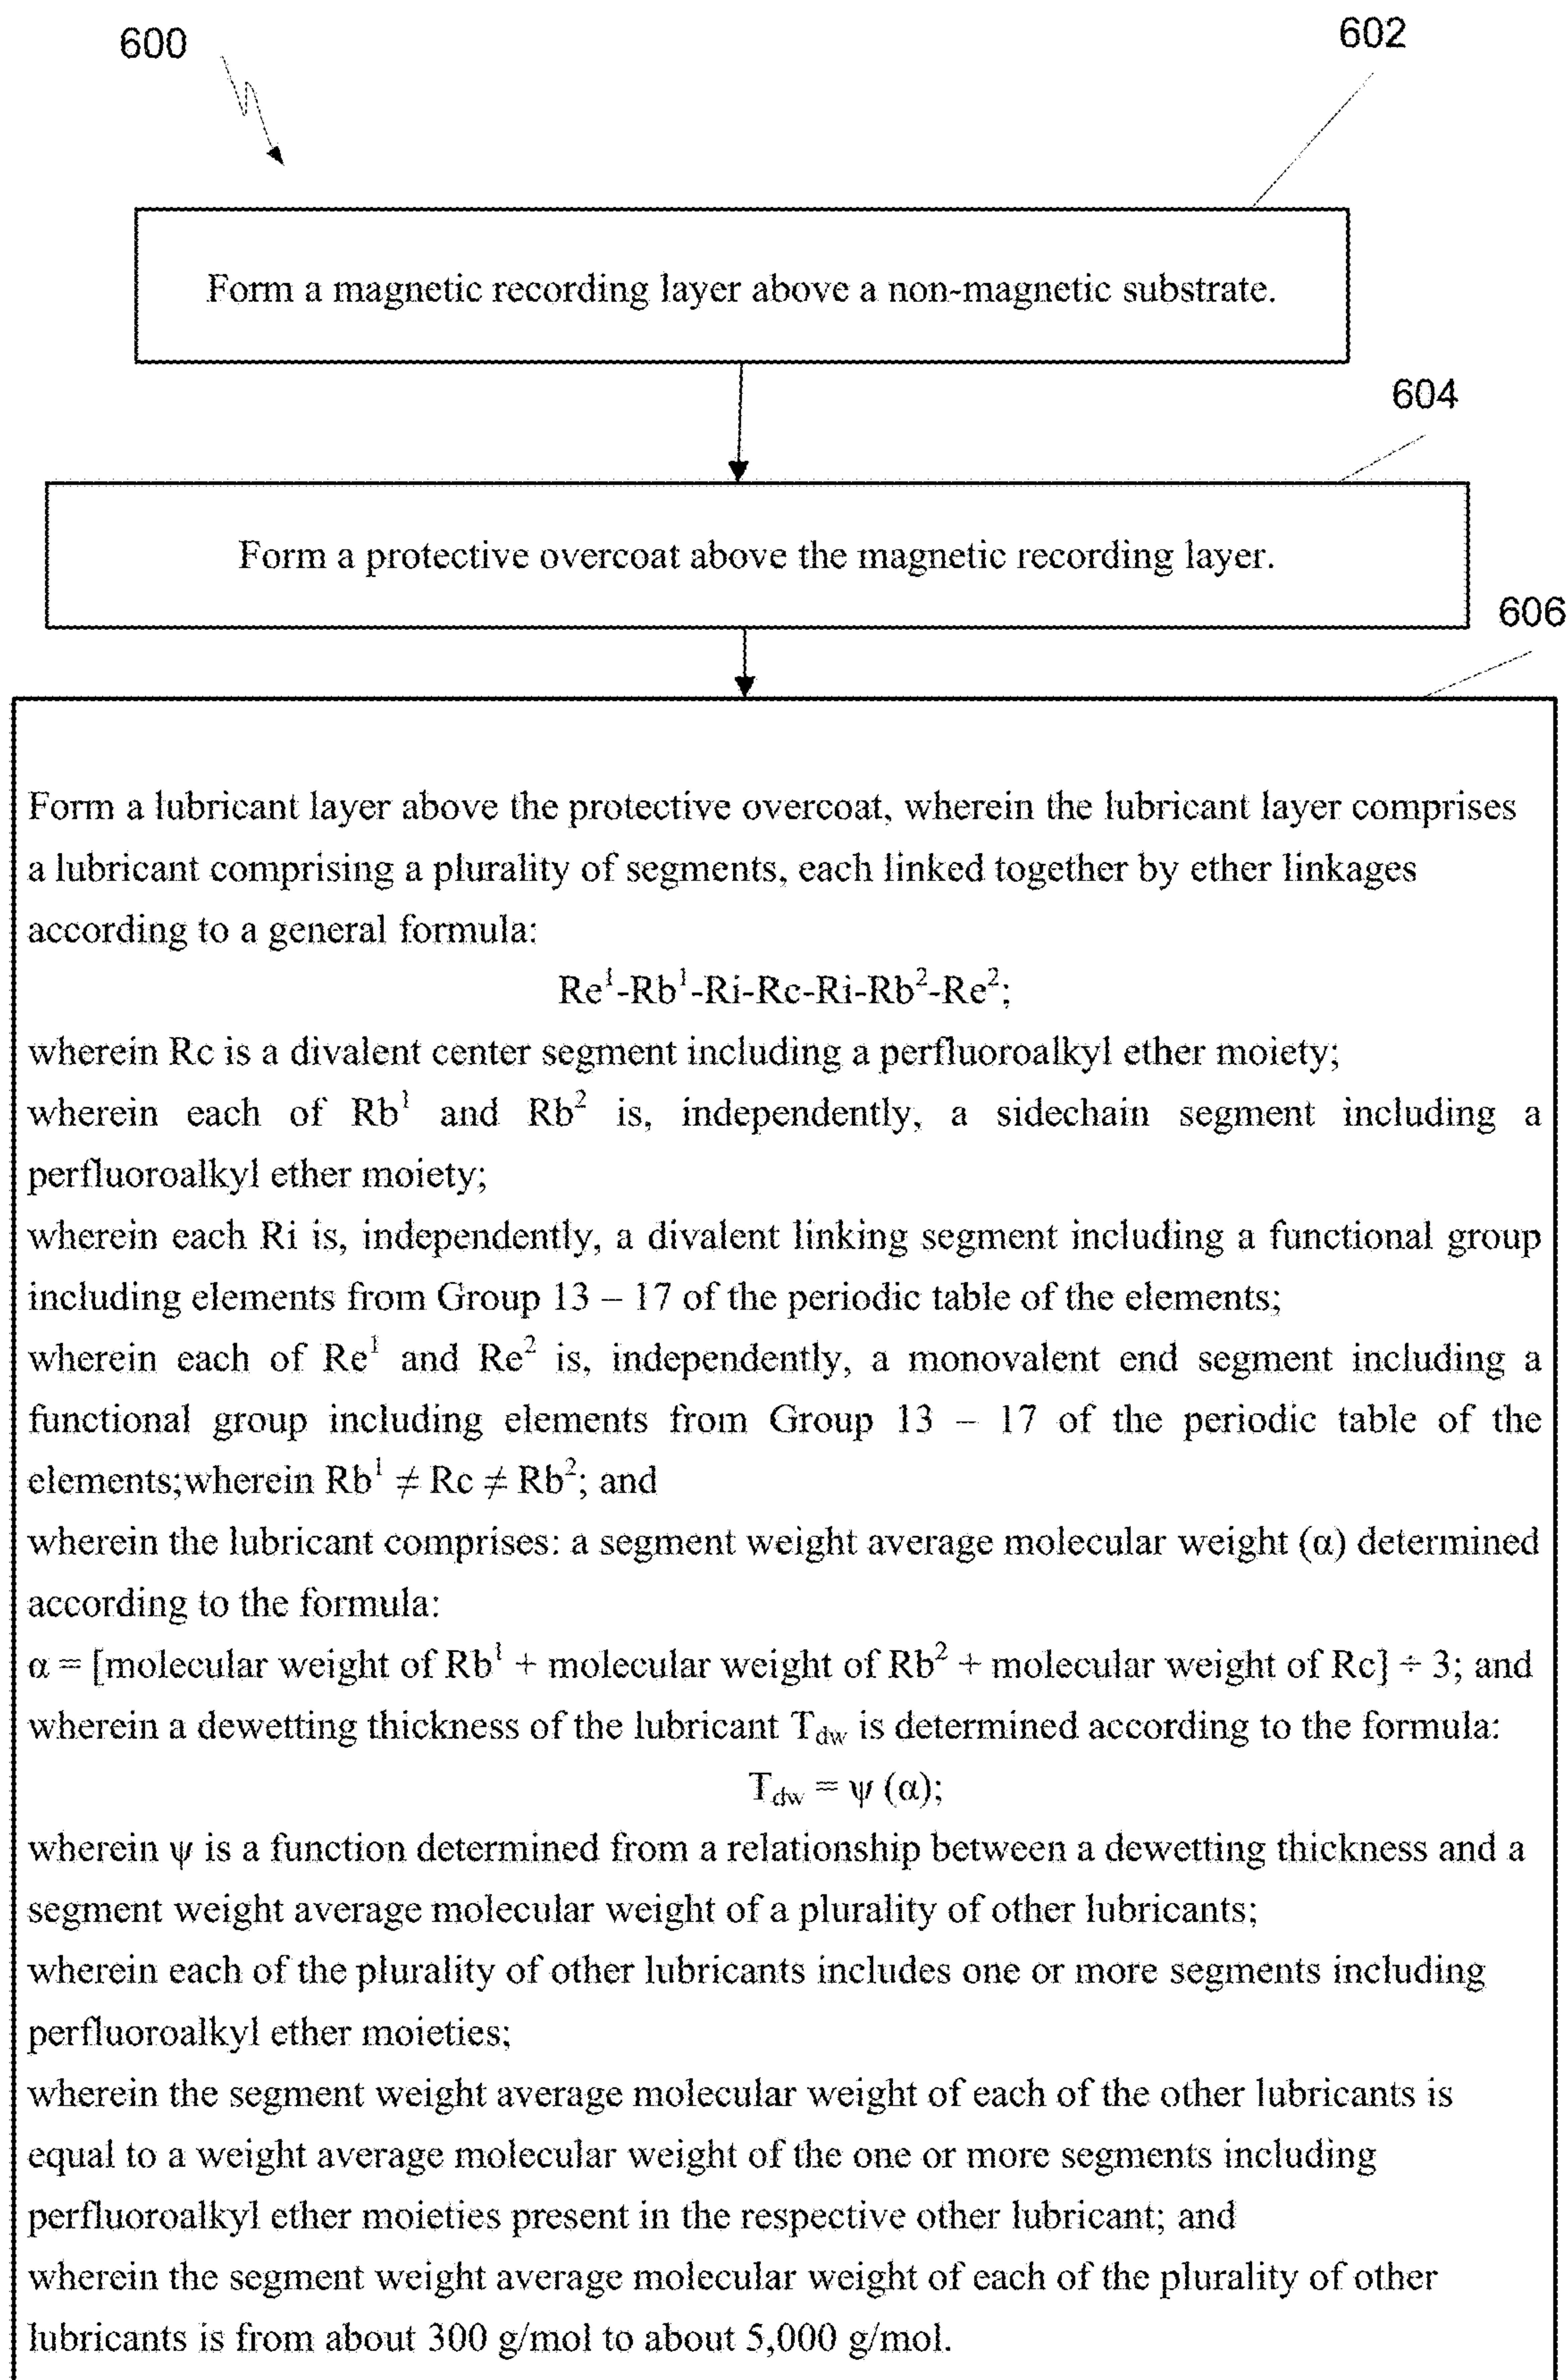 600
602
Form a magnetic recording layer above a non-magnetic substrate.
604
Form a protective overcoat above the magnetic recording layer.
606
Form a lubricant layer above the protective overcoat, wherein the lubricant layer comprises
a lubricant comprising a plurality of segments, each linked together by ether linkages
according to a general formula:
Re¹-Rb¹-Ri-Rc-Ri-Rb²-Re²;
wherein Rc is a divalent center segment including a perfluoroalkyl ether moiety;
wherein each of Rb¹ and Rb² is, independently, a sidechain segment including a
perfluoroalkyl ether moiety;
wherein each Ri is, independently, a divalent linking segment including a functional group
including elements from Group 13 – 17 of the periodic table of the elements;
wherein each of Re¹ and Re² is, independently, a monovalent end segment including a
functional group including elements from Group 13 – 17 of the periodic table of the
elements;wherein Rb¹ ≠ Rc ≠ Rb²; and
wherein the lubricant comprises: a segment weight average molecular weight (α) determined
according to the formula:
α = [molecular weight of Rb¹ + molecular weight of Rb² + molecular weight of Rc] ÷ 3; and
wherein a dewetting thickness of the lubricant T_dw is determined according to the formula:
T_dw = ψ (α);
wherein ψ is a function determined from a relationship between a dewetting thickness and a
segment weight average molecular weight of a plurality of other lubricants;
wherein each of the plurality of other lubricants includes one or more segments including
perfluoroalkyl ether moieties;
wherein the segment weight average molecular weight of each of the other lubricants is
equal to a weight average molecular weight of the one or more segments including
perfluoroalkyl ether moieties present in the respective other lubricant; and
wherein the segment weight average molecular weight of each of the plurality of other
lubricants is from about 300 g/mol to about 5,000 g/mol.